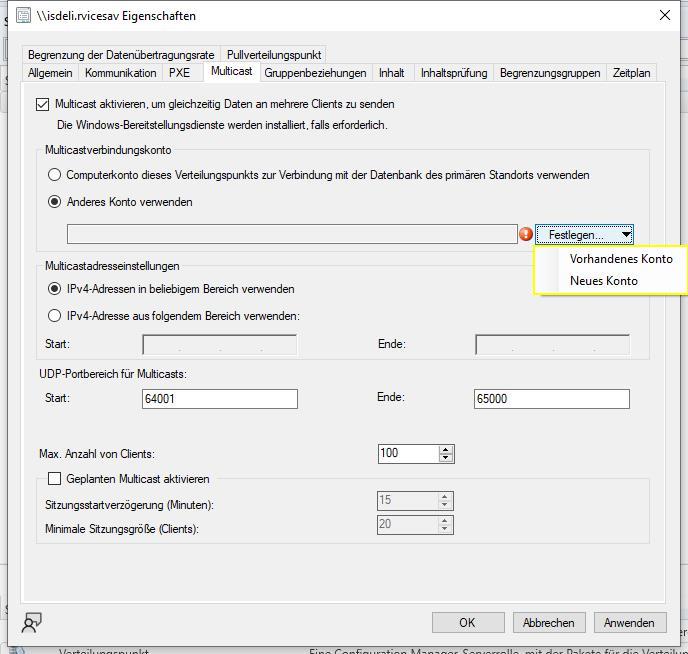 \\isdeli.rvicesav Eigenschaften
Begrenzung der Datenübertragungsrate Pullverteilungspunkt
Allgemein Kommunikation PXE Multicast Gruppenbeziehungen Inhalt Inhaltsprüfung Begrenzungsgruppen Zeitplan
Multicast aktivieren, um gleichzeitig Daten an mehrere Clients zu senden
Die Windows-Bereitstellungsdienste werden installiert, falls erforderlich.
Multicastverbindungskonto
Computerkonto dieses Verteilungspunkts zur Verbindung mit der Datenbank des primären Standorts verwenden
Anderes Konto verwenden
Festlegen...
Vorhandenes Konto
Neues Konto
Multicastadresseinstellungen
IPv4-Adressen in beliebigem Bereich verwenden
IPv4-Adresse aus folgendem Bereich verwenden:
Start: . . . Ende: . . .
UDP-Portbereich für Multicasts:
Start: 64001 Ende: 65000
Max. Anzahl von Clients: 100
Geplanten Multicast aktivieren
Sitzungsstartverzögerung (Minuten): 15
Minimale Sitzungsgröße (Clients): 20
OK Abbrechen Anwenden
Verteilungspunkt Eine Configuration Manager-Serverrolle, mit der Pakete für die